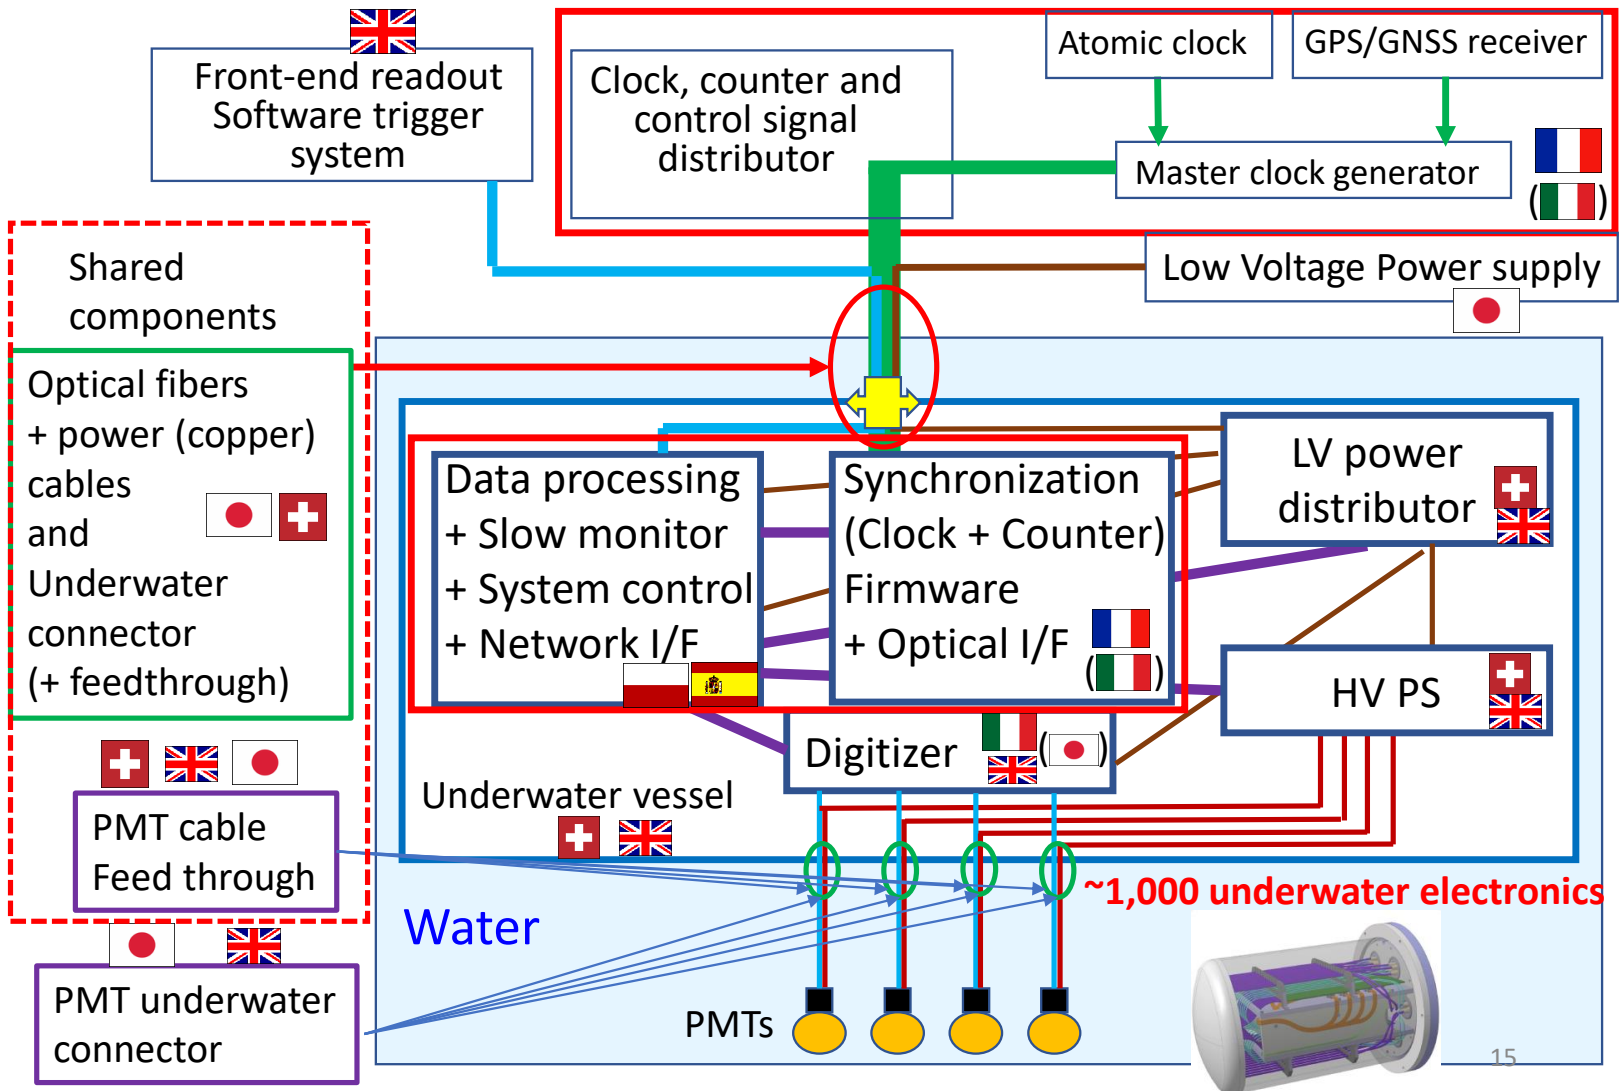 Front-end readout
Software trigger
system
Clock, counter and
control signal
distributor
Atomic clock
GPS/GNSS receiver
Master clock generator
(   )
Low Voltage Power supply
Shared
components
Optical fibers
+ power (copper)
cables
and
Underwater
connector
(+ feedthrough)
Data processing
+ Slow monitor
+ System control
+ Network I/F
Synchronization
(Clock + Counter)
Firmware
+ Optical I/F
(   )
LV power
distributor
HV PS
Digitizer
(   )
Underwater vessel
PMT cable
Feed through
~1,000 underwater electronics
Water
PMT underwater
connector
PMTs
15